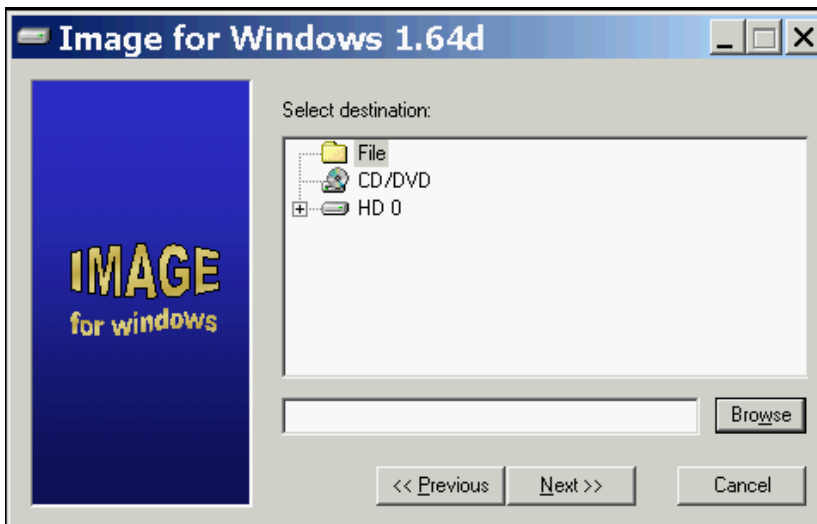 Image for Windows 1.64d
Select destination:
File
CD/DVD
HD 0
IMAGE
for windows
Browse
<< Previous
Next >>
Cancel